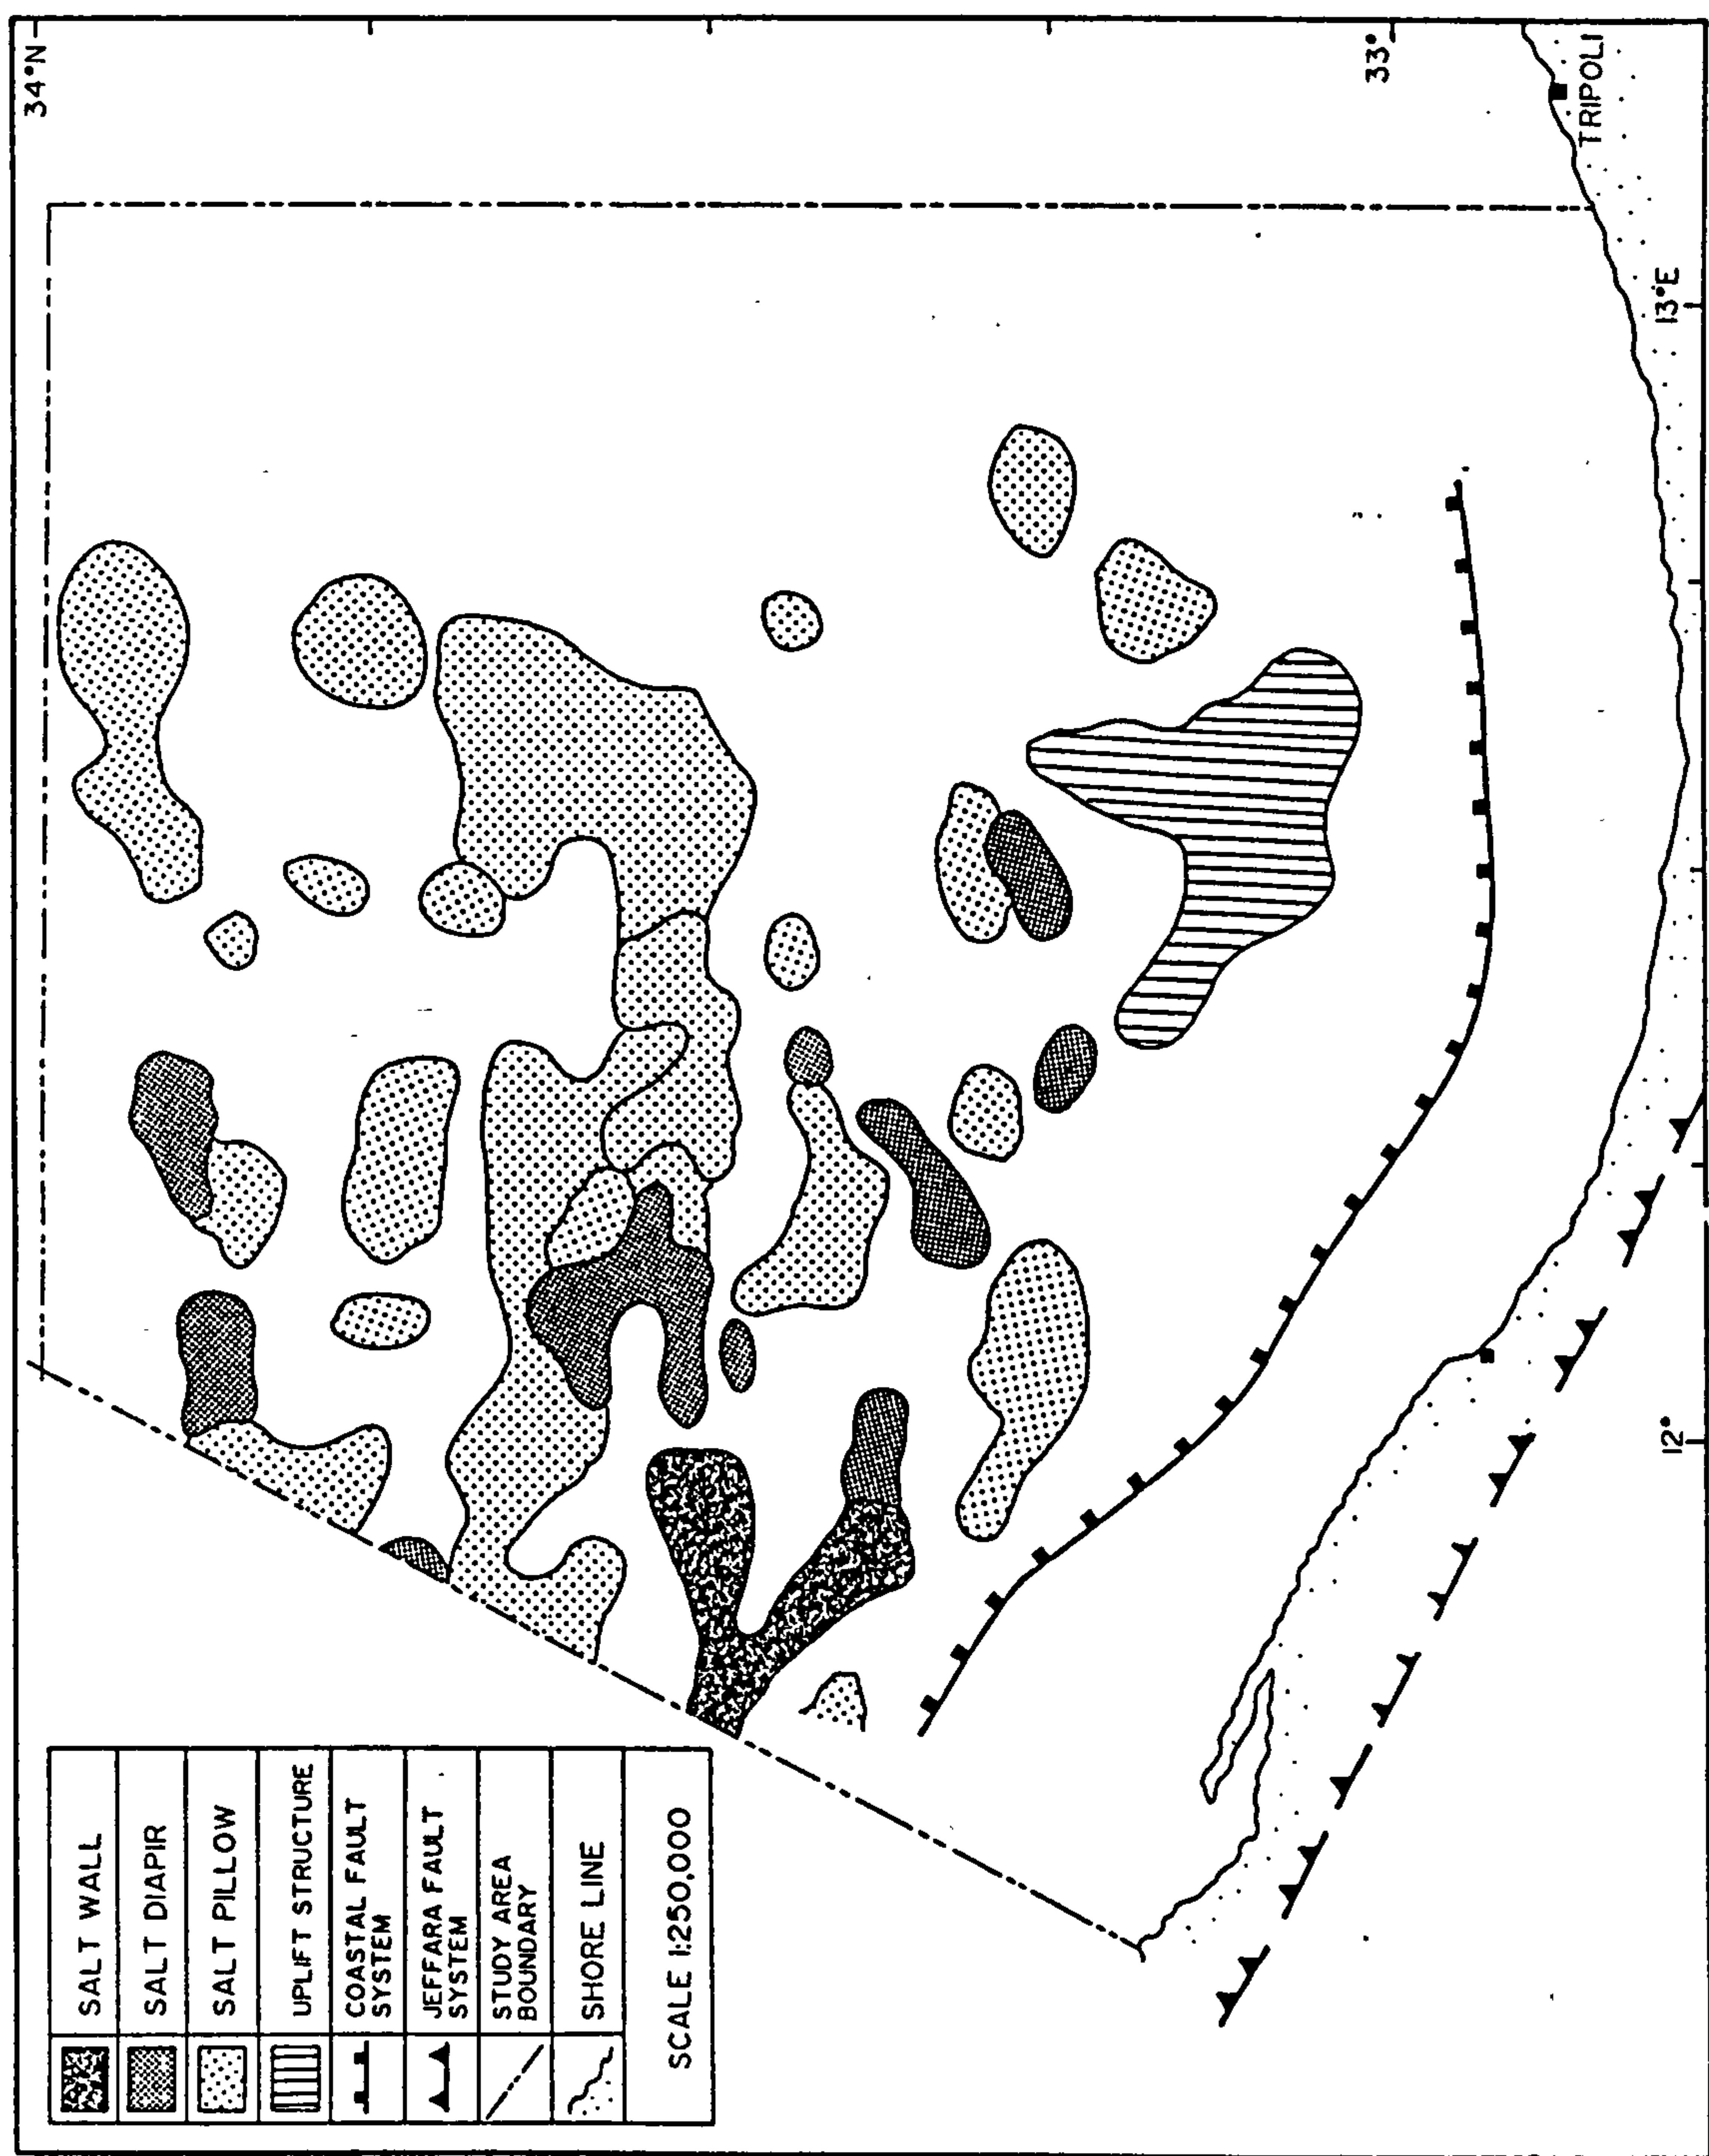 34°N
33°
TRIPOLI
13°E
12°
SALT WALL
SALT DIAPIR
SALT PILLOW
UPLIFT STRUCTURE
COASTAL FAULT
SYSTEM
JEFFARA FAULT
SYSTEM
STUDY AREA
BOUNDARY
SHORE LINE
SCALE 1:250,000